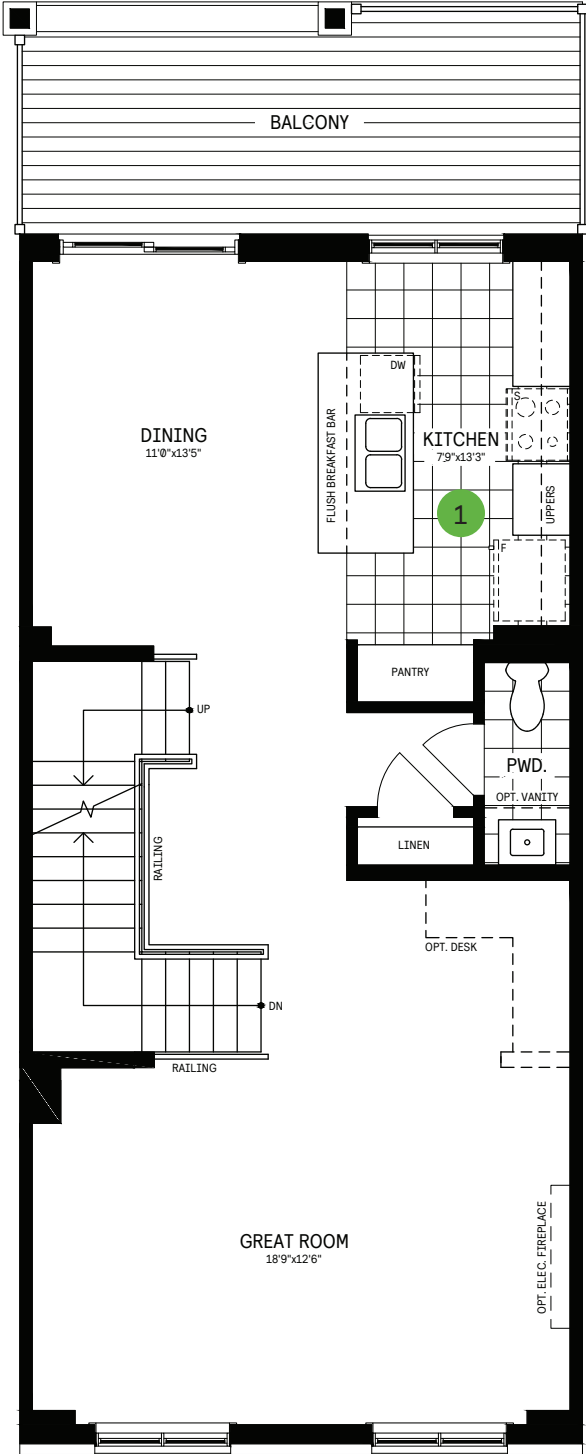 BALCONY
DW
S
DINING
11'0"x13'5"
FLUSH BREAKFAST BAR
KITCHEN
7'9"x13'3"
UPPERS
1
F
PANTRY
UP
PWD.
OPT. VANITY
RAILING
LINEN
OPT. DESK
DN
RAILING
OPT. ELEC. FIREPLACE
GREAT ROOM
18'9"x12'6"